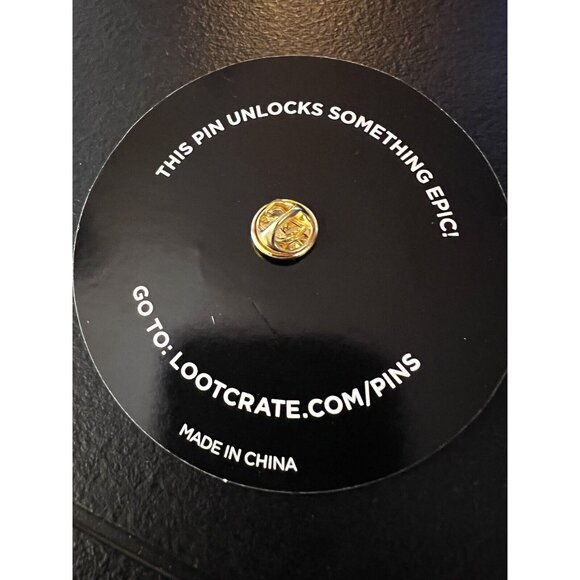 THIS PIN UNLOCKS SOMETHING EPIC!
GO TO: LOOTCRATE.COM/PINS
MADE IN CHINA